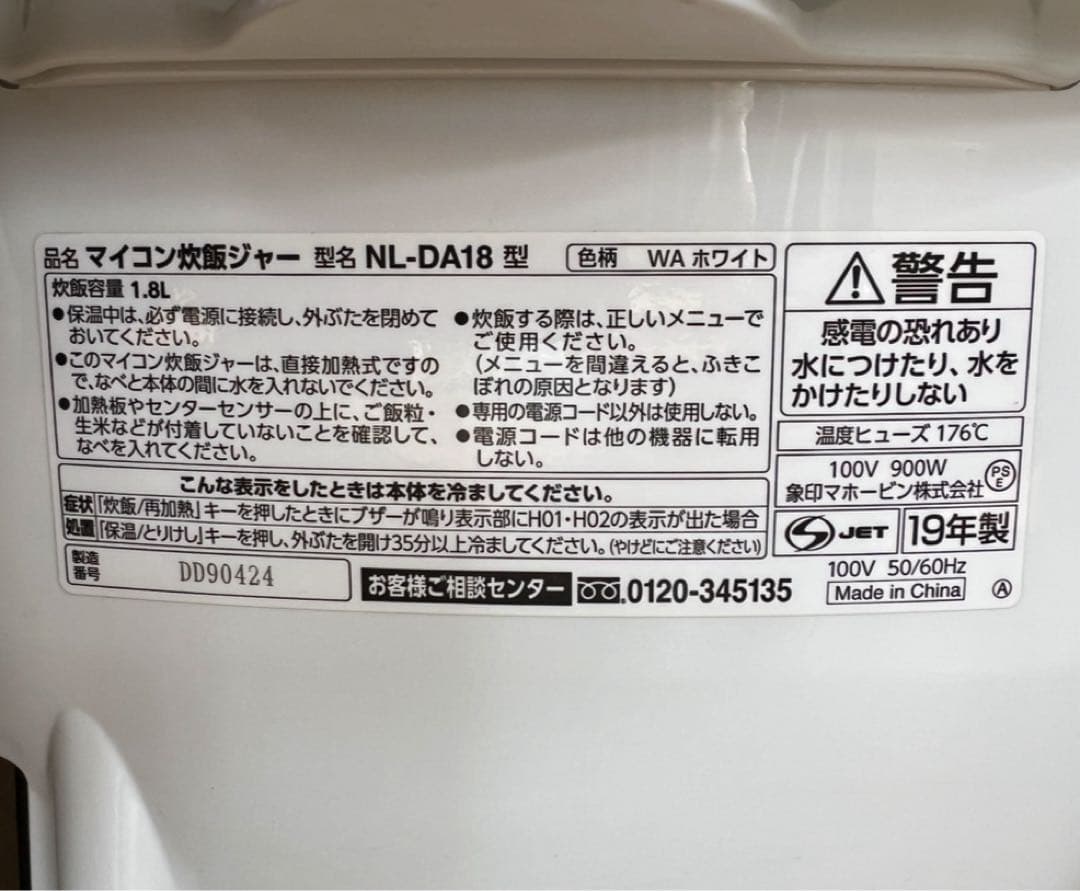 品名 マイコン炊飯ジャー 型名 NL-DA18 型 色柄 WA ホワイト
炊飯容量 1.8L
●保温中は、必ず電源に接続し、外ぶたを閉めて
おいてください。
●このマイコン炊飯ジャーは、直接加熱式ですの
で、なべと本体の間に水を入れないでください。
●加熱板やセンターセンサーの上に、ご飯粒・
生米などが付着していないことを確認して、
なべを入れてください。
●炊飯する際は、正しいメニューで
ご使用ください。
(メニューを間違えると、ふきこ
ぼれの原因となります)
●専用の電源コード以外は使用しない。
●電源コードは他の機器に転用
しない。
こんな表示をしたときは本体を冷ましてください。
症状 「炊飯/再加熱」キーを押したときにブザーが鳴り表示部にH01・H02の表示が出た場合
処置 「保温/とりけし」キーを押し、外ぶたを開け35分以上冷ましてください。(やけどにご注意ください)
製造
番号
DD90424
お客様ご相談センター 0120-345135
警告
感電の恐れあり
水につけたり、水を
かけたりしない
温度ヒューズ 176℃
100V 900W
象印マホービン株式会社
PS
E
S JET
19年製
100V 50/60Hz
Made in China
A